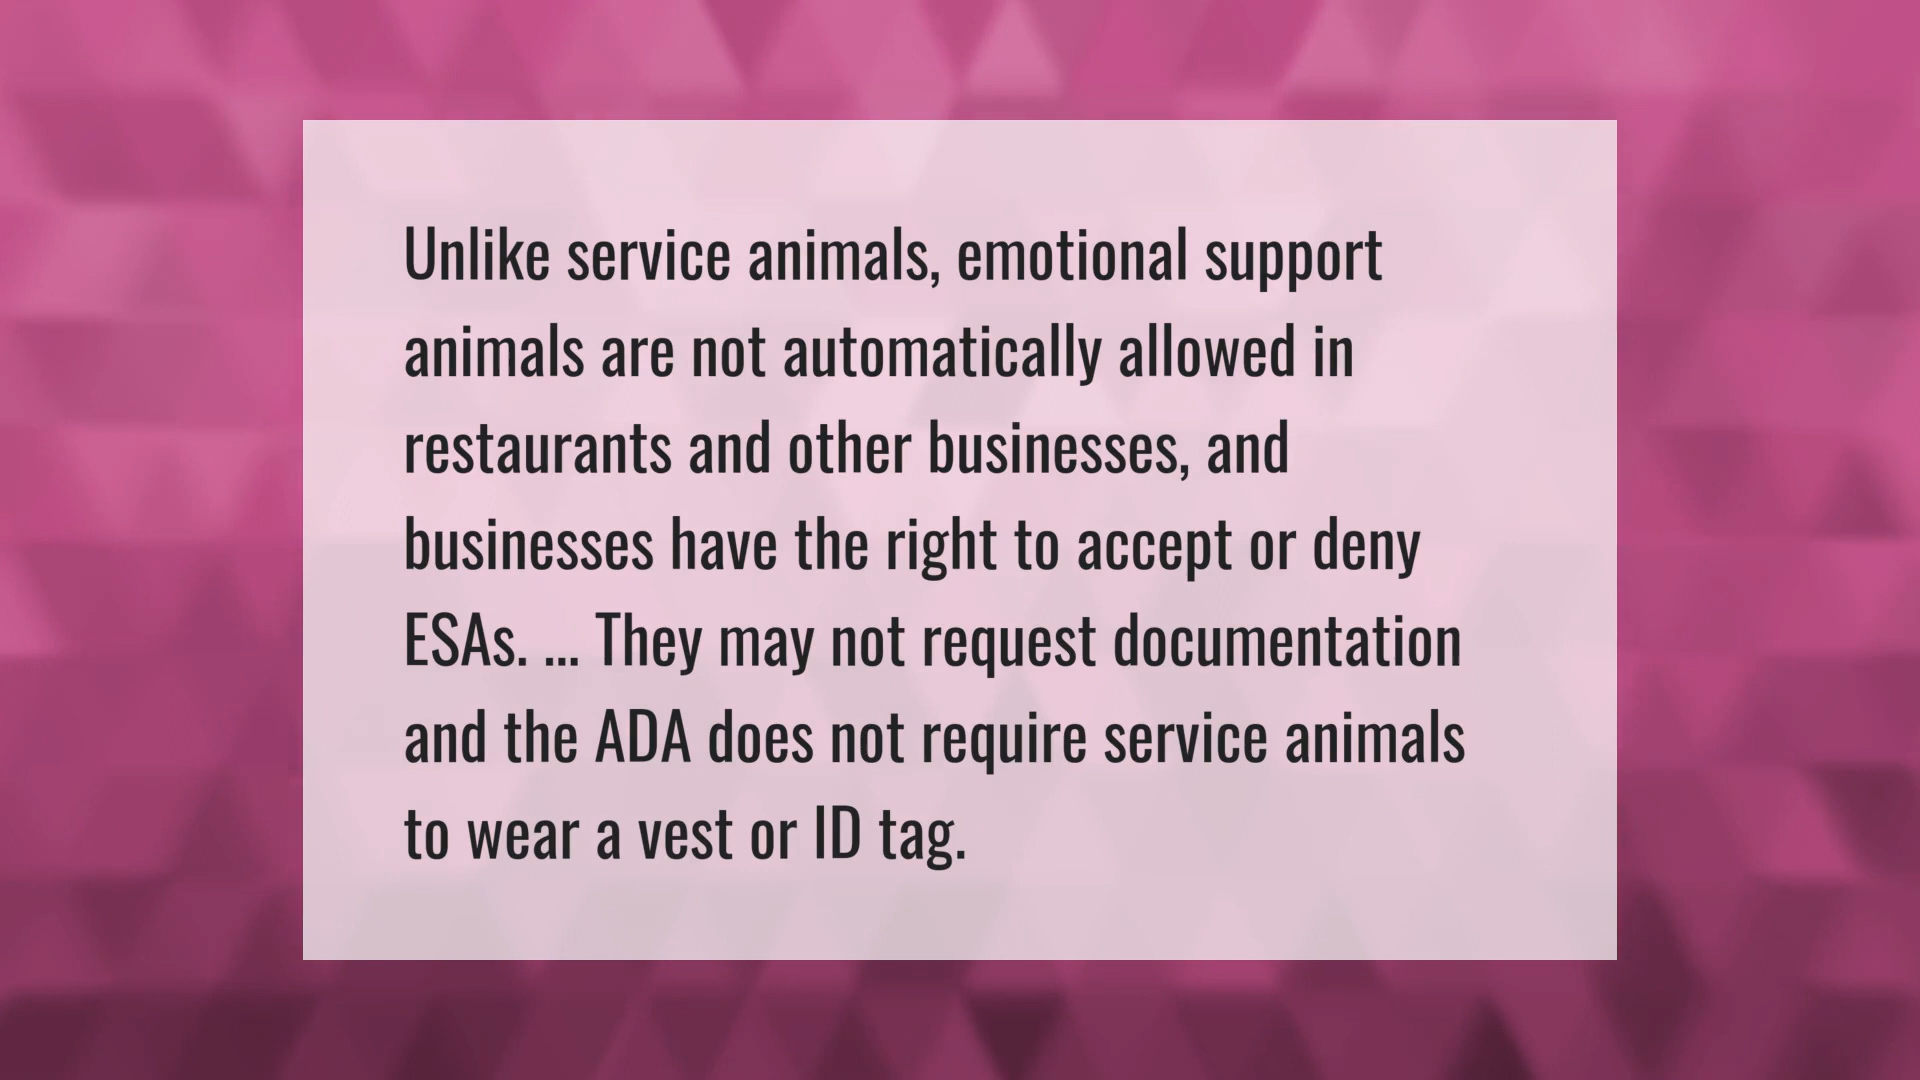 Unlike service animals, emotional support
animals are not automatically allowed in
restaurants and other businesses, and
businesses have the right to accept or deny
ESAs. ... They may not request documentation
and the ADA does not require service animals
to wear a vest or ID tag.